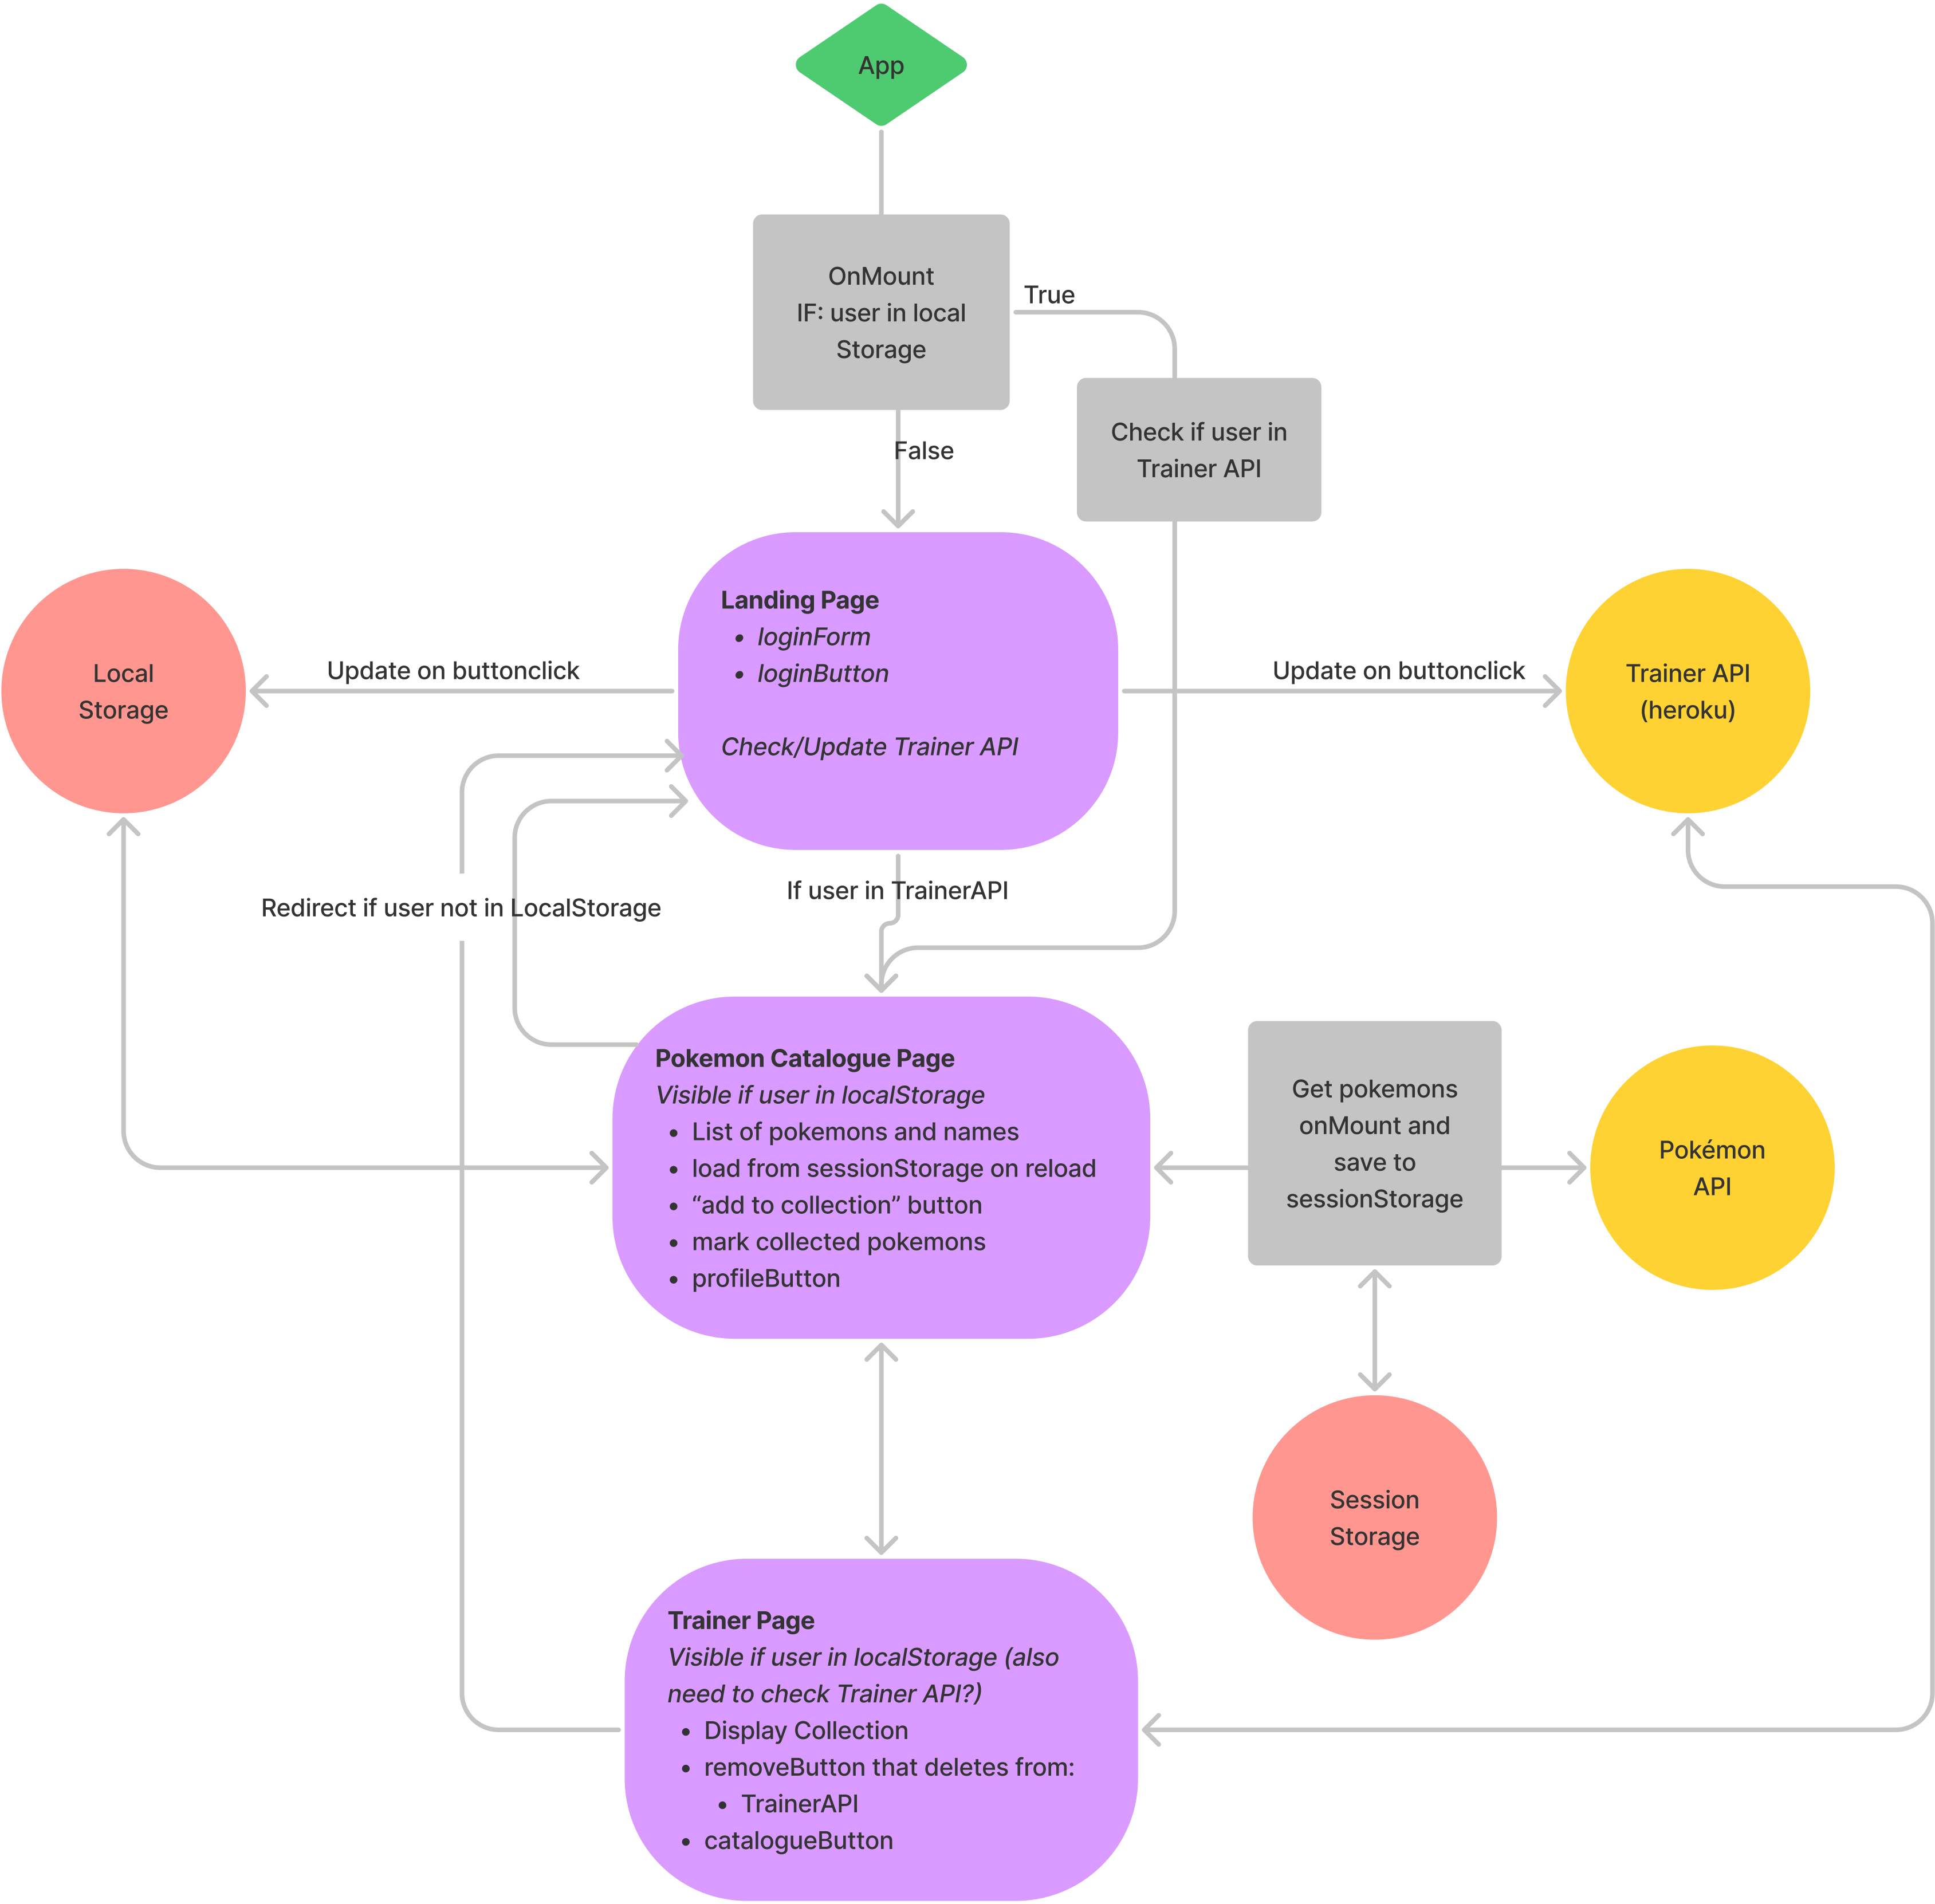 App
OnMount
IF: user in local
Storage
True
Check if user in
Trainer API
False
Landing Page
• loginForm
• loginButton
Check/Update Trainer API
Local
Storage
Update on buttonclick
Update on buttonclick
Trainer API
(heroku)
If user in TrainerAPI
Redirect if user not in LocalStorage
Pokemon Catalogue Page
Visible if user in localStorage
• List of pokemons and names
• load from sessionStorage on reload
• “add to collection” button
• mark collected pokemons
• profileButton
Get pokemons
onMount and
save to
sessionStorage
Pokémon
API
Session
Storage
Trainer Page
Visible if user in localStorage (also
need to check Trainer API?)
• Display Collection
• removeButton that deletes from:
• TrainerAPI
• catalogueButton